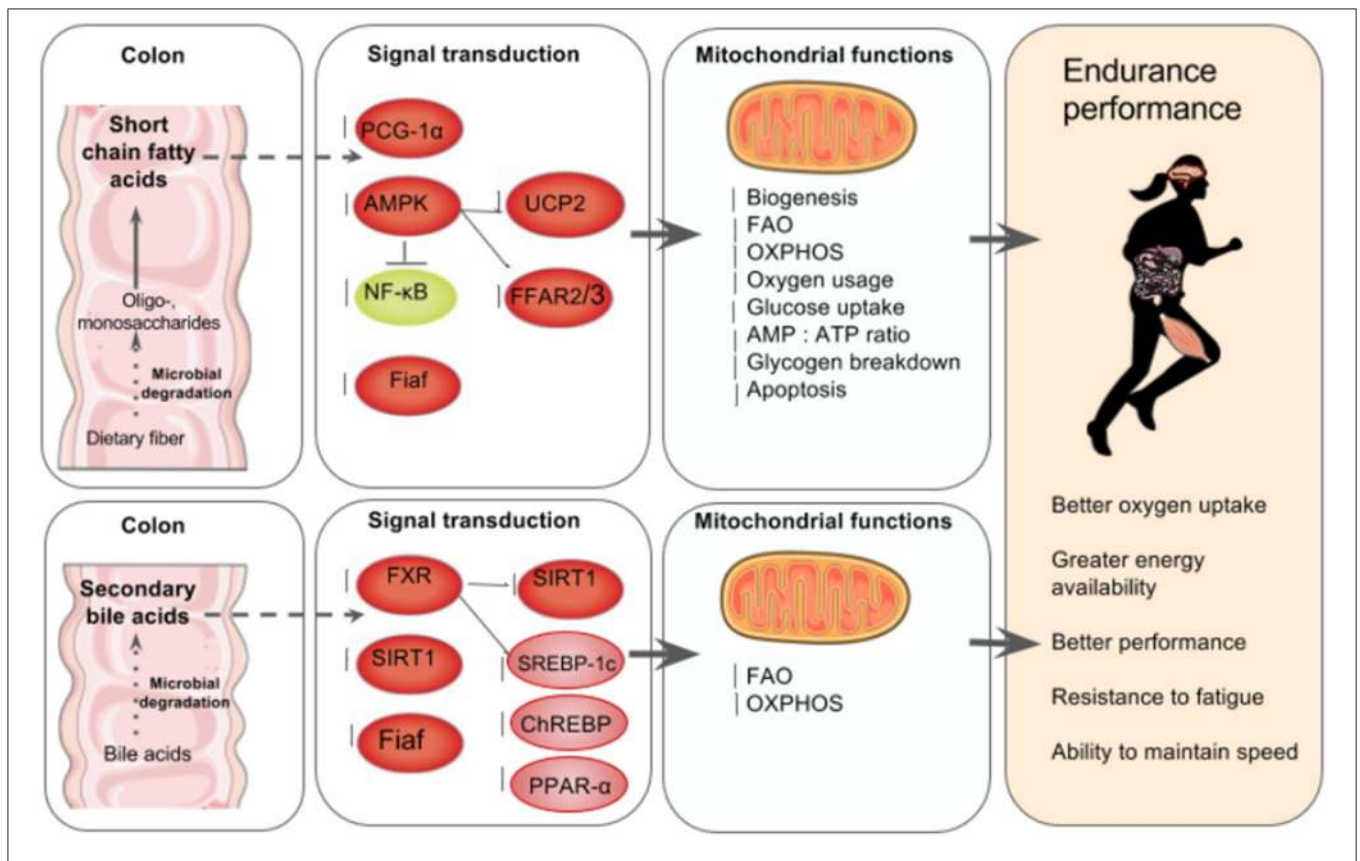 Colon
Short
chain fatty
acids
Oligo-,
monosaccharides
Microbial
degradation
Dietary fiber
Signal transduction
PCG-1α
AMPK
UCP2
NF-κB
FFAR2/3
Fiaf
Mitochondrial functions
Biogenesis
FAO
OXPHOS
Oxygen usage
Glucose uptake
AMP : ATP ratio
Glycogen breakdown
Apoptosis
Colon
Secondary
bile acids
Microbial
degradation
Bile acids
Signal transduction
FXR
SIRT1
SIRT1
SREBP-1c
Fiaf
ChREBP
PPAR-α
Mitochondrial functions
FAO
OXPHOS
Endurance
performance
Better oxygen uptake
Greater energy
availability
Better performance
Resistance to fatigue
Ability to maintain speed